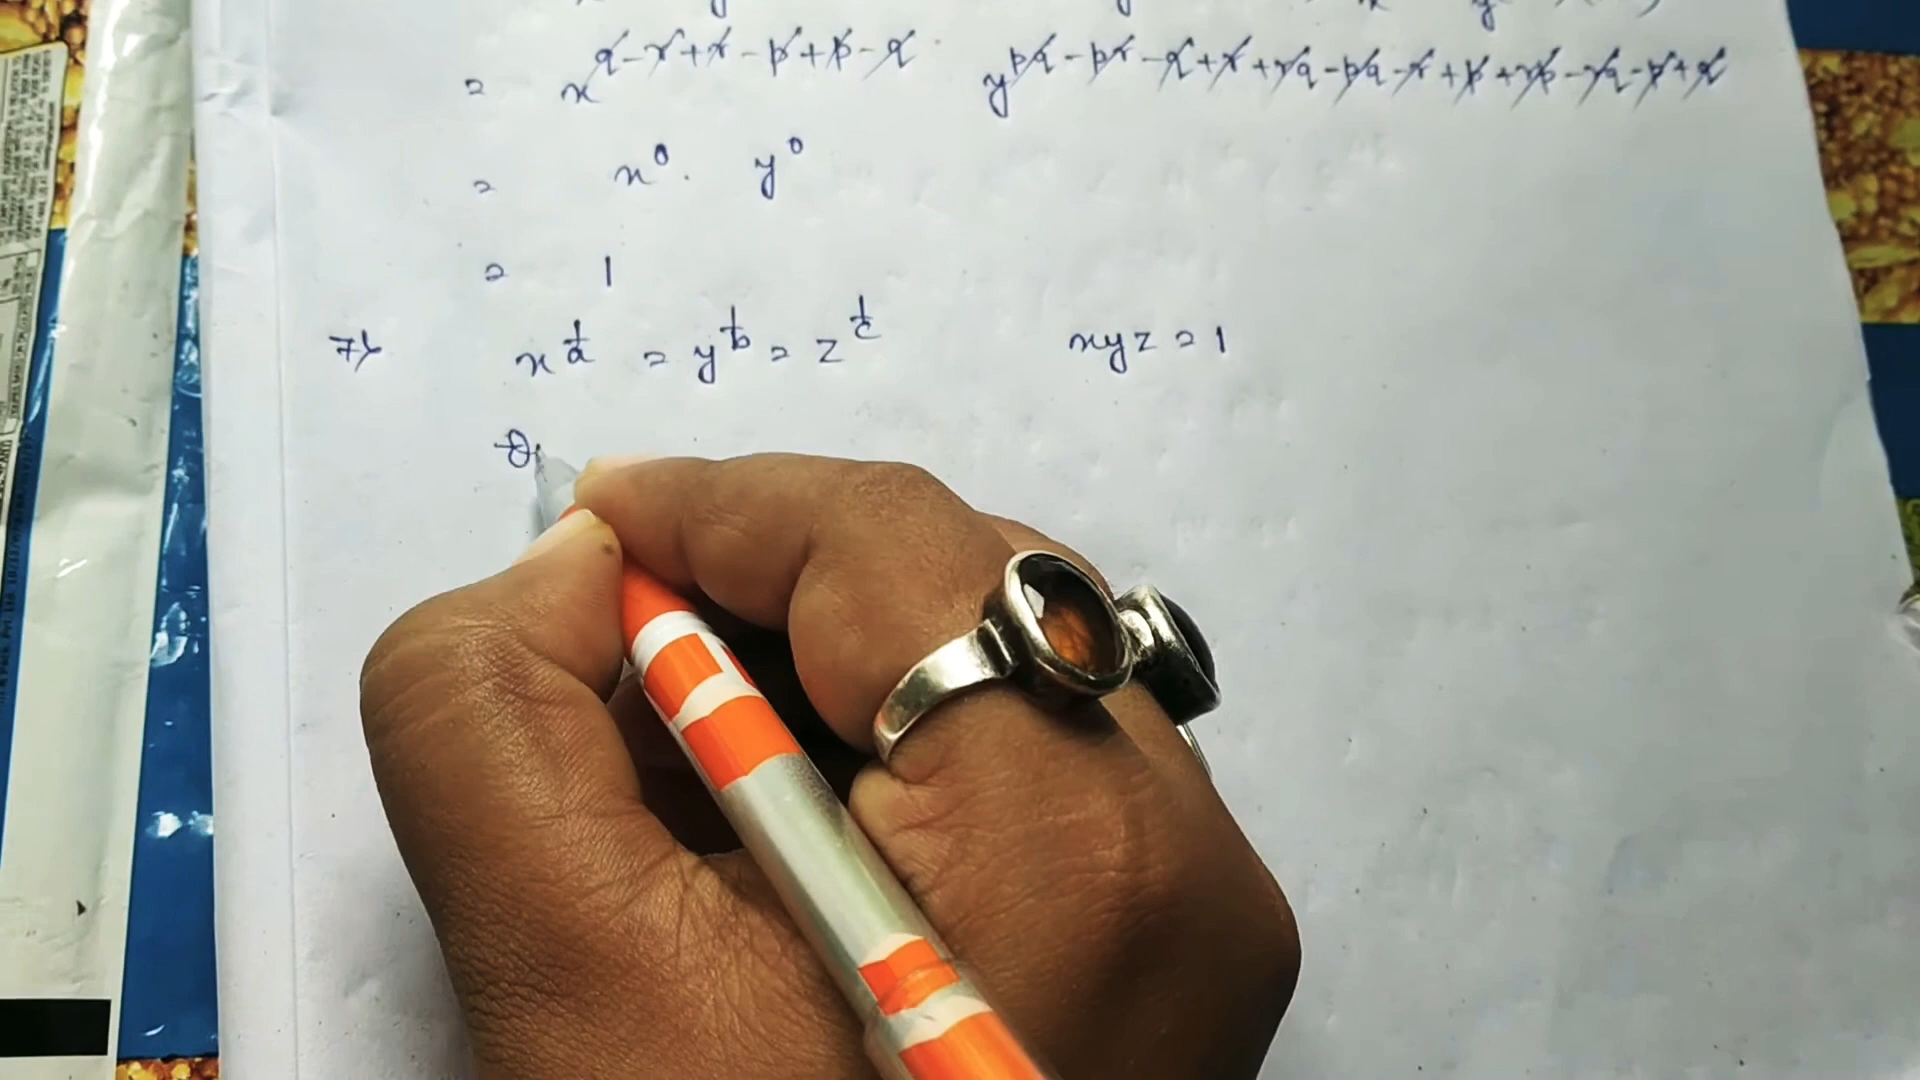 = x^{q-r+r-p+p-q} · y^{pq-pr-q+r+rq-pq-r+p+rp-rq-p+q}
= x⁰. y⁰
= 1
7) x^{1/a} = y^{1/b} = z^{1/c} xyz = 1